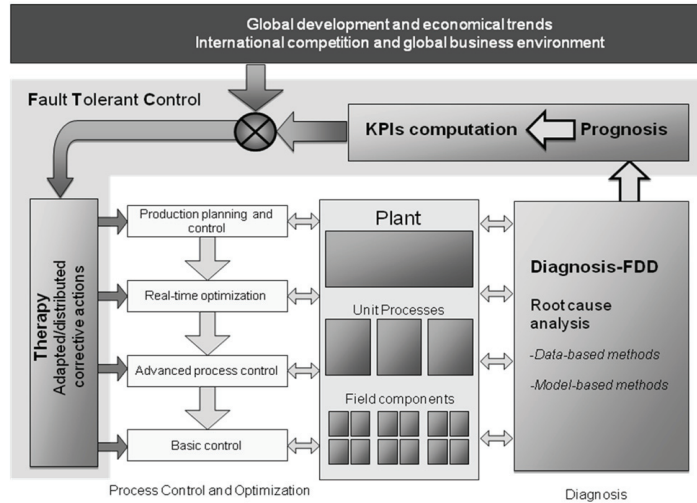 Global development and economical trends
International competition and global business environment
Fault Tolerant Control
KPIs computation
Prognosis
Therapy
Adapted/distributed
corrective actions
Production planning and
control
Real-time optimization
Advanced process control
Basic control
Plant
Unit Processes
Field components
Diagnosis-FDD
Root cause
analysis
-Data-based methods
-Model-based methods
Process Control and Optimization
Diagnosis